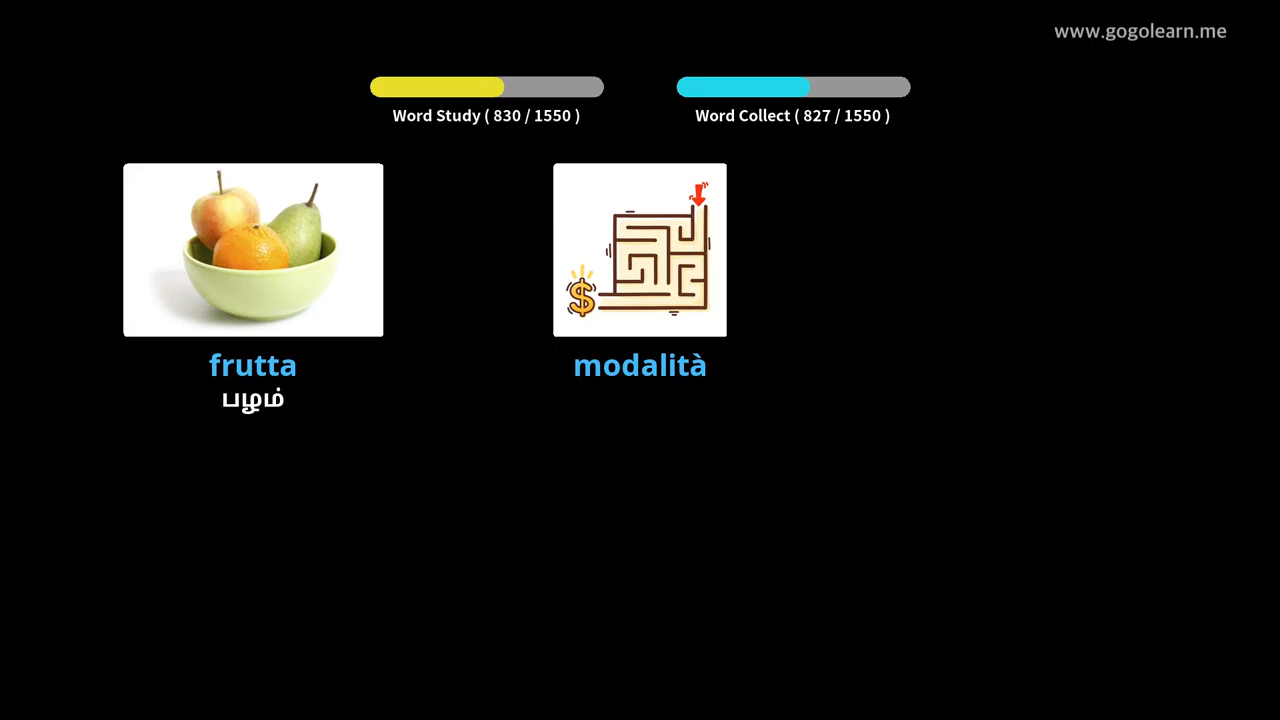 www.gogolearn.me
Word Study ( 830 / 1550 )
Word Collect ( 827 / 1550 )
frutta
பழம்
modalità